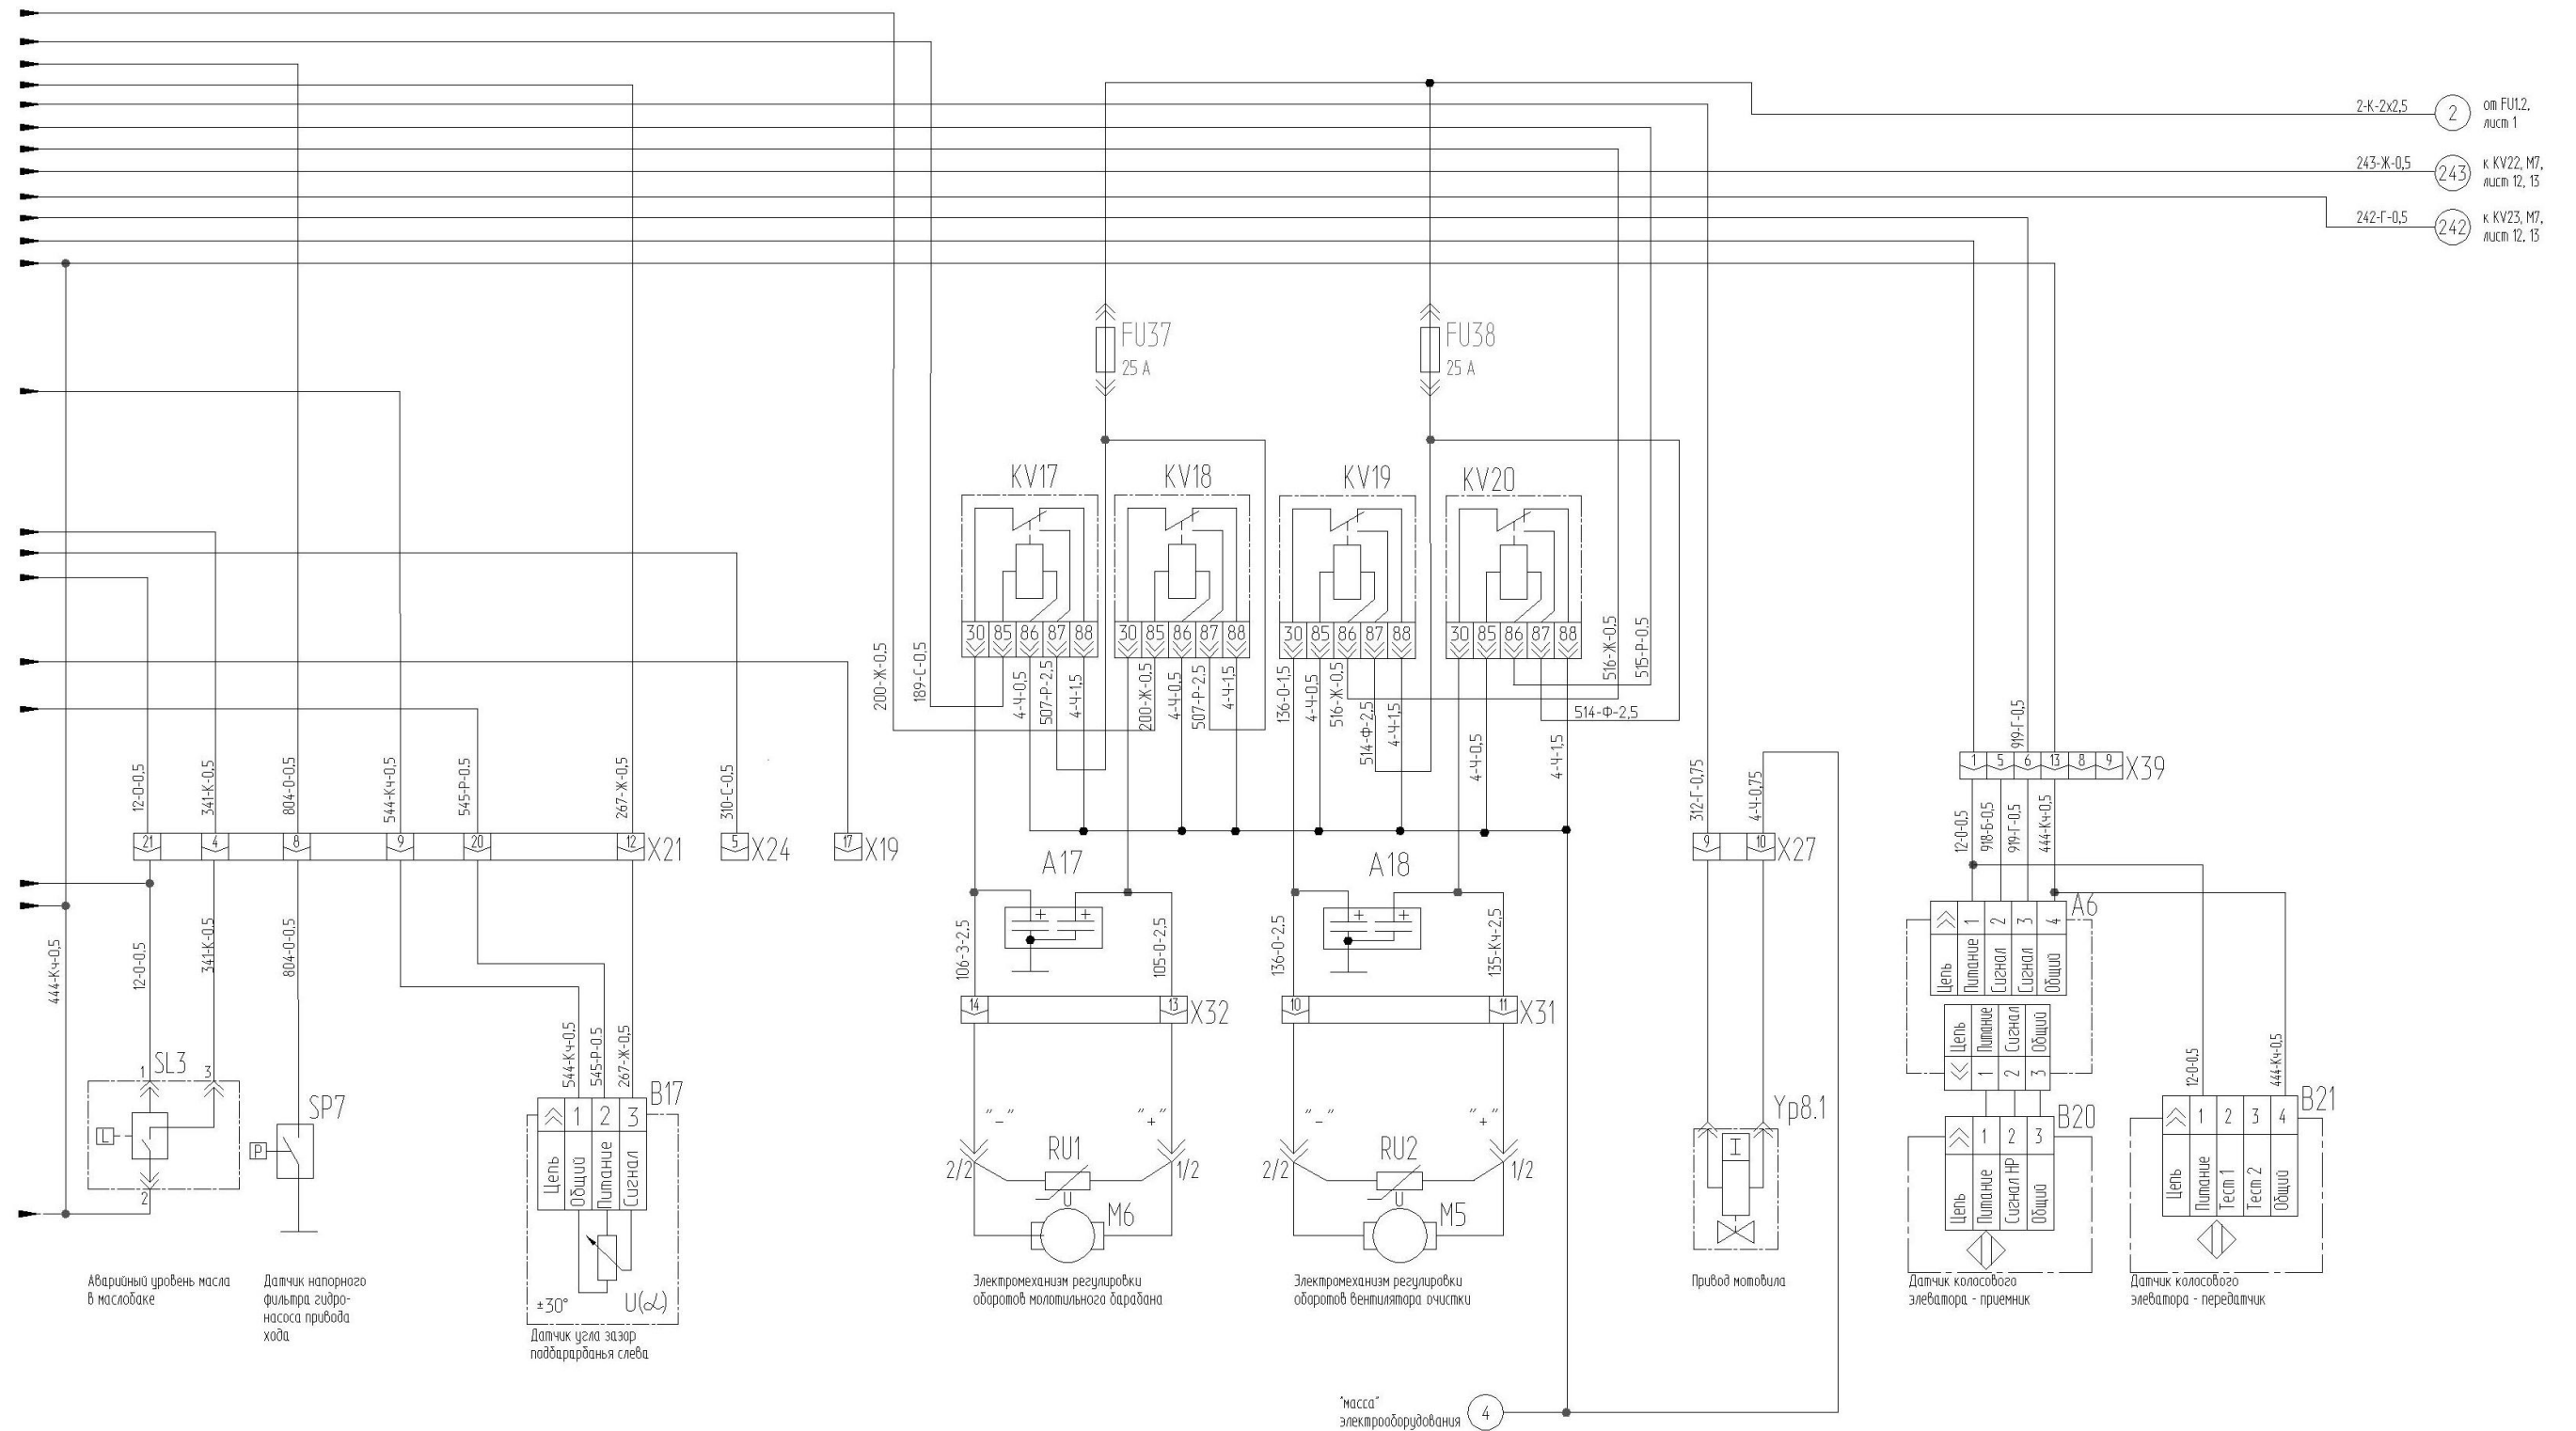 2-К-2х2,5
2
от FU1.2,
лист 1
243-Ж-0,5
243
к KV22, М7,
лист 12, 13
242-Г-0,5
242
к KV23, М7,
лист 12, 13
FU37
25 А
FU38
25 А
KV17
KV18
KV19
KV20
30 85 86 87 88
30 85 86 87 88
30 85 86 87 88
30 85 86 87 88
200-Ж-0,5
189-С-0,5
4-Ч-0,5
507-Р-2,5
4-Ч-1,5
200-Ж-0,5
4-Ч-0,5
507-Р-2,5
4-Ч-1,5
136-О-1,5
4-Ч-0,5
516-Ж-0,5
514-Ф-2,5
4-Ч-1,5
4-Ч-0,5
514-Ф-2,5
4-Ч-1,5
516-Ж-0,5
515-Р-0,5
12-О-0,5
341-К-0,5
804-О-0,5
544-Кч-0,5
545-Р-0,5
267-Ж-0,5
310-С-0,5
312-Г-0,75
4-Ч-0,75
919-Г-0,5
21 4 8 9 20 12 X21
5 X24
17 X19
9 10 X27
1 5 6 13 8 9 X39
А17
А18
12-О-0,5
918-Б-0,5
919-Г-0,5
444-Кч-0,5
444-Кч-0,5
12-О-0,5
341-К-0,5
804-О-0,5
106-З-2,5
+ +
105-О-2,5
136-О-2,5
+ +
135-Кч-2,5
А6
1 2 3 4
Цепь Питание Сигнал Сигнал Общий
14 13 X32
10 11 X31
Цепь Питание Сигнал Общий
1 2 3
544-Кч-0,5
545-Р-0,5
267-Ж-0,5
12-О-0,5
444-Кч-0,5
SL3
1 3
L
2
SP7
P
В17
1 2 3
Цепь Общий Питание Сигнал
±30°
U(α)
"-" "+"
2/2 RU1 1/2
U
М6
"-" "+"
2/2 RU2 1/2
U
М5
Yр8.1
В20
1 2 3
Цепь Питание Сигнал НР Общий
В21
1 2 3 4
Цепь Питание Тест 1 Тест 2 Общий
Аварийный уровень масла
в маслобаке
Датчик напорного
фильтра гидро-
насоса привода
хода
Датчик угла зазор
подбарарбанья слева
Электромеханизм регулировки
оборотов молотильного барабана
Электромеханизм регулировки
оборотов вентилятора очистки
Привод мотовила
Датчик колосового
элеватора - приемник
Датчик колосового
элеватора - передатчик
"масса"
электрооборудования
4